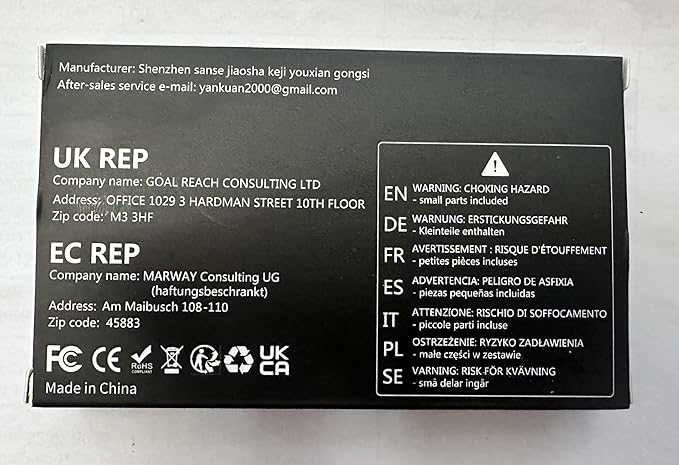 Manufacturer: Shenzhen sanse jiaosha keji youxian gongsi
After-sales service e-mail: yankuan2000@gmail.com
UK REP
Company name: GOAL REACH CONSULTING LTD
Address: OFFICE 1029 3 HARDMAN STREET 10TH FLOOR
Zip code: M3 3HF
EC REP
Company name: MARWAY Consulting UG
(haftungsbeschrankt)
Address: Am Maibusch 108-110
Zip code: 45883
FC CE RoHS COMPLIANT UK CA
Made in China
EN WARNING: CHOKING HAZARD
- small parts included
DE WARNUNG: ERSTICKUNGSGEFAHR
- Kleinteile enthalten
FR AVERTISSEMENT : RISQUE D'ÉTOUFFEMENT
- petites pièces incluses
ES ADVERTENCIA: PELIGRO DE ASFIXIA
- piezas pequeñas incluidas
IT ATTENZIONE: RISCHIO DI SOFFOCAMENTO
- piccole parti incluse
PL OSTRZEŻENIE: RYZYKO ZADŁAWIENIA
- małe części w zestawie
SE VARNING: RISK FÖR KVÄVNING
- små delar ingår